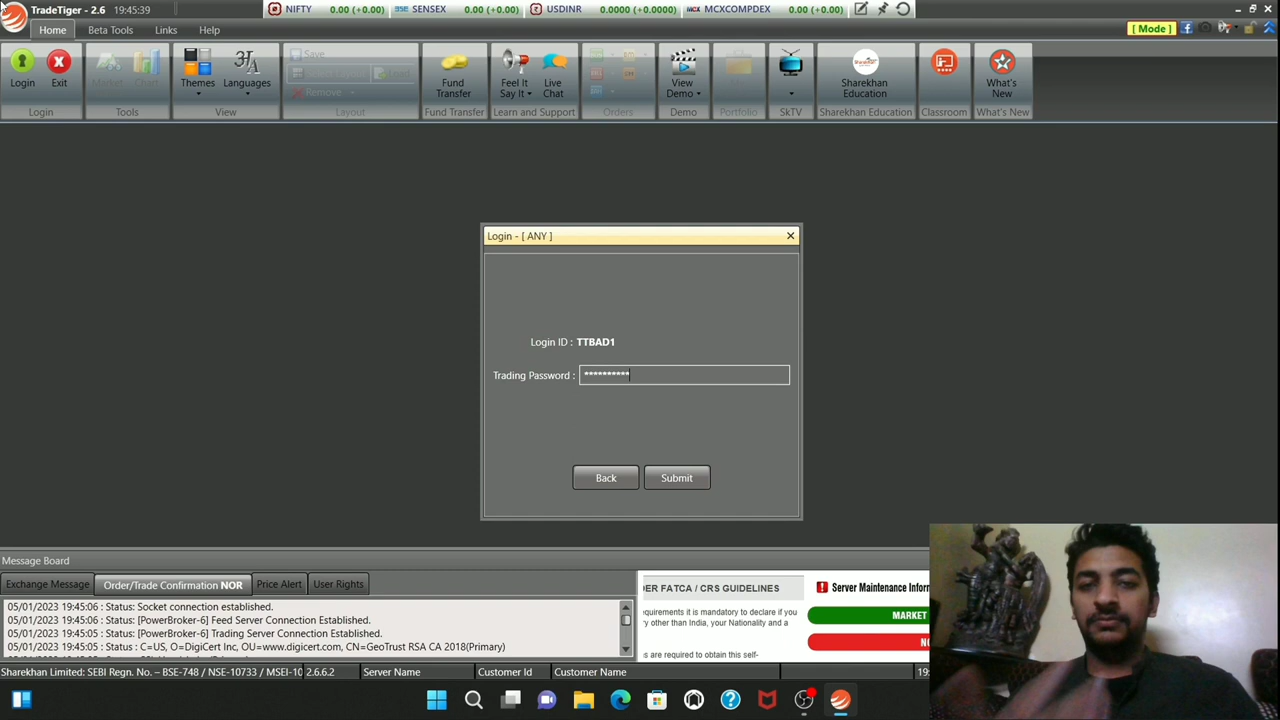 TradeTiger - 2.6 19:45:39
NIFTY 0.00 (+0.00) BSE SENSEX 0.00 (+0.00) USDINR 0.0000 (+0.0000) MCX MCXCOMPDEX 0.00 (+0.00)
Home Beta Tools Links Help
[ Mode ]
Login Exit Market Chart Themes Languages
Save
Remove
Fund Transfer
Feel It Say It
Live Chat
View Demo
Sharekhan Education
What's New
Login Tools View Layout Fund Transfer Learn and Support Orders Demo Portfolio SkTV Sharekhan Education Classroom What's New
Login - [ ANY ]
Login ID : TTBAD1
Trading Password : **********
Back Submit
Message Board
Exchange Message Order/Trade Confirmation NOR Price Alert User Rights
05/01/2023 19:45:06 : Status: Socket connection established.
05/01/2023 19:45:06 : Status: [PowerBroker-6] Feed Server Connection Established.
05/01/2023 19:45:05 : Status: [PowerBroker-6] Trading Server Connection Established.
05/01/2023 19:45:05 : Status: C=US, O=DigiCert Inc, OU=www.digicert.com, CN=GeoTrust RSA CA 2018(Primary)
DER FATCA / CRS GUIDELINES
equirements it is mandatory to declare if you
ry other than India, your Nationality and a
s are required to obtain this self-
Server Maintenance Inform
MARKET
NO
Sharekhan Limited: SEBI Regn. No. – BSE-748 / NSE-10733 / MSEI-10 2.6.6.2 Server Name Customer Id Customer Name 19: